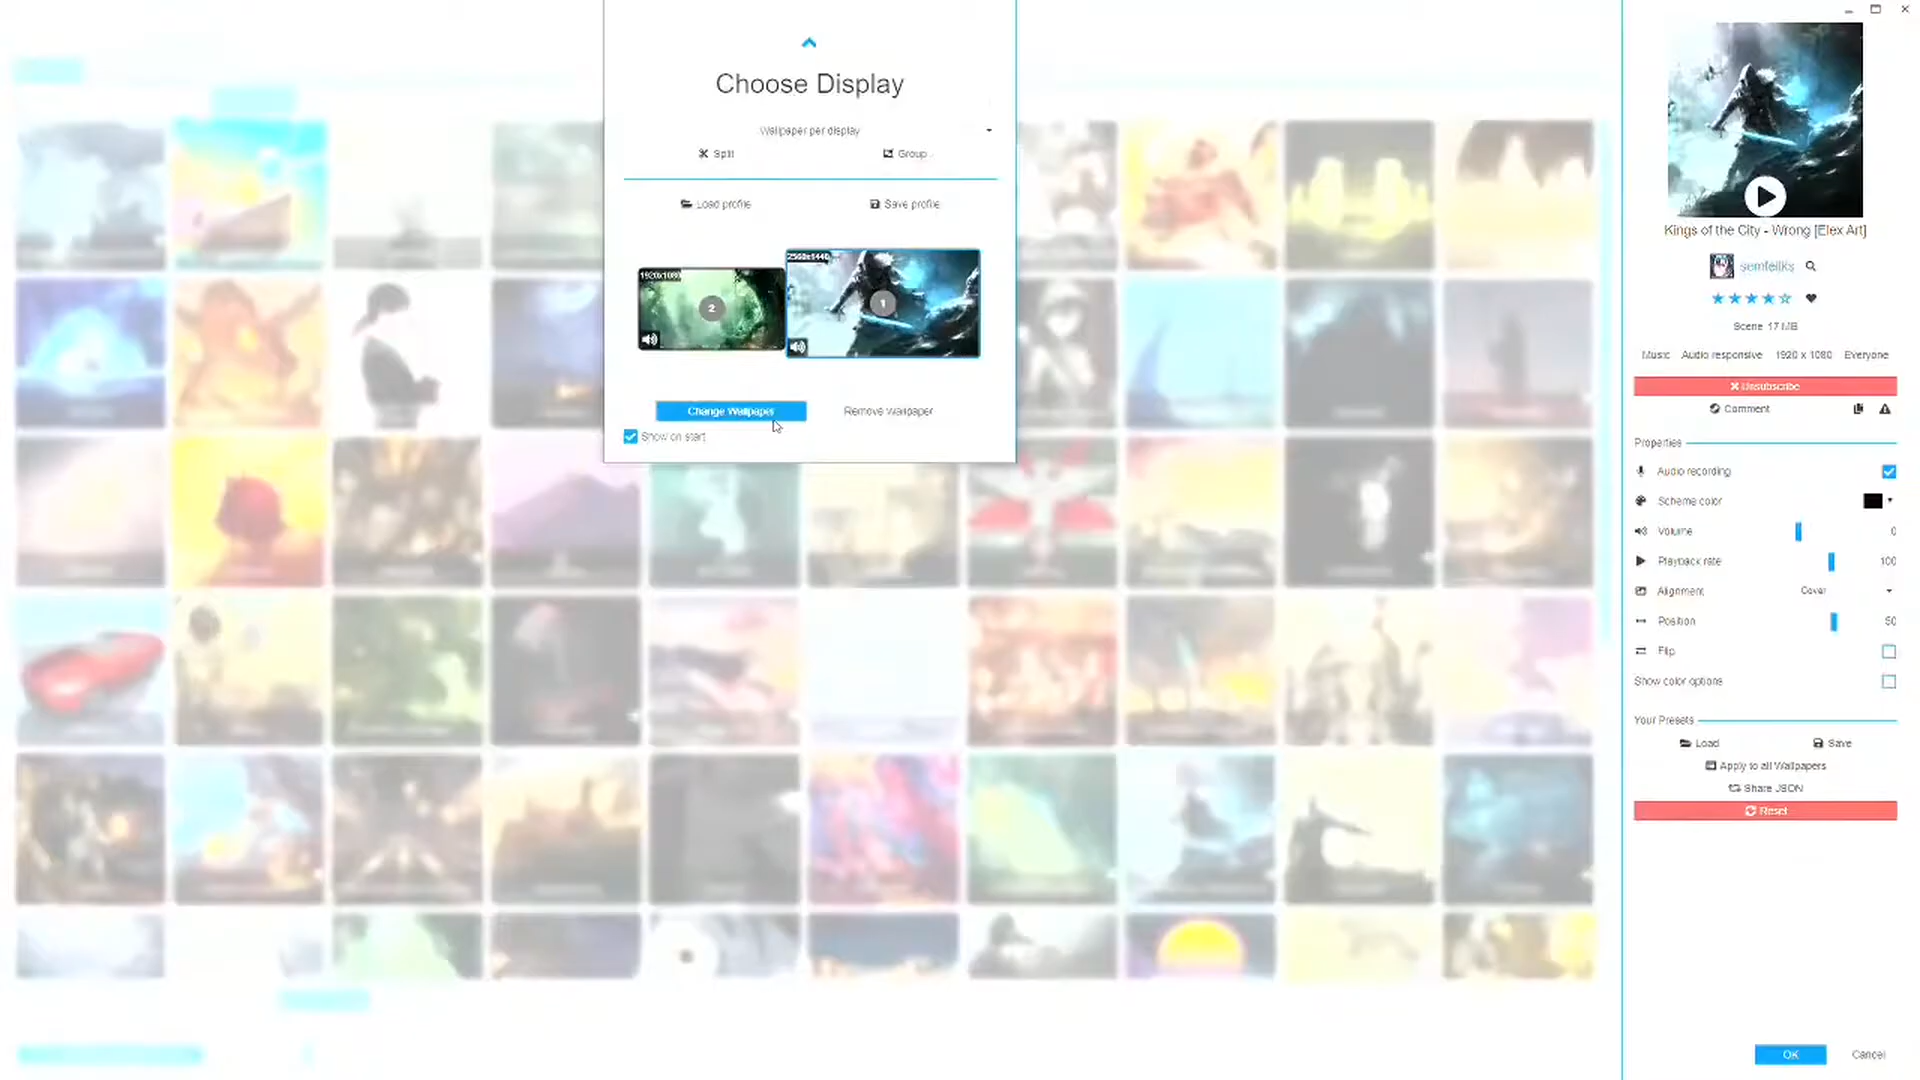 Choose Display
Wallpaper per display
Split
Group
Load profile
Save profile
1920x1080
2
2560x1440
1
Change Wallpaper
Remove Wallpaper
Show on start
Kings of the City - Wrong [Elex Art]
Scene 17 MB
Music Audio responsive 1920 x 1080 Everyone
Unsubscribe
Comment
Properties
Audio recording
Scheme color
Volume 0
Playback rate 100
Alignment Cover
Position 50
Flip
Show color options
Your Presets
Load
Save
Apply to all Wallpapers
Share JSON
Reset
OK
Cancel